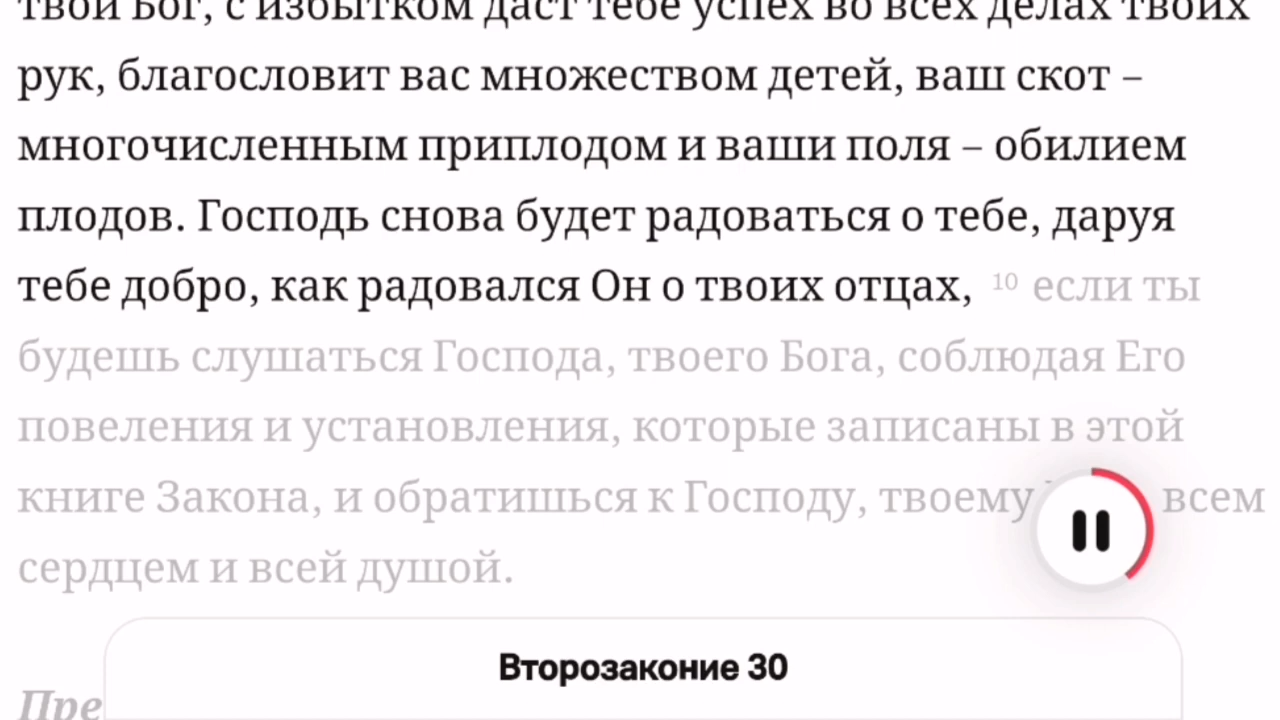 твой Бог, с избытком даст тебе успех во всех делах твоих
рук, благословит вас множеством детей, ваш скот –
многочисленным приплодом и ваши поля – обилием
плодов. Господь снова будет радоваться о тебе, даруя
тебе добро, как радовался Он о твоих отцах, 10 если ты
будешь слушаться Господа, твоего Бога, соблюдая Его
повеления и установления, которые записаны в этой
книге Закона, и обратишься к Господу, твоему всем
сердцем и всей душой.
Второзаконие 30